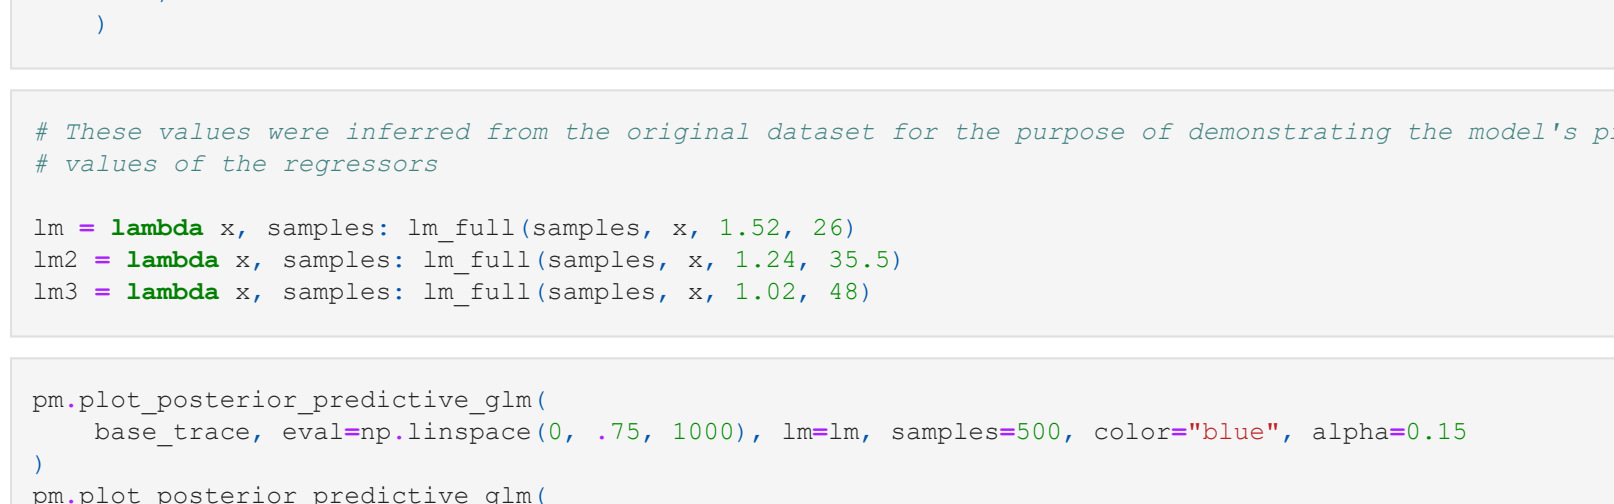 )
# These values were inferred from the original dataset for the purpose of demonstrating the model's
# values of the regressors
lm = lambda x, samples: lm_full(samples, x, 1.52, 26)
lm2 = lambda x, samples: lm_full(samples, x, 1.24, 35.5)
lm3 = lambda x, samples: lm_full(samples, x, 1.02, 48)
pm.plot_posterior_predictive_glm(
    base_trace, eval=np.linspace(0, .75, 1000), lm=lm, samples=500, color="blue", alpha=0.15
)
pm.plot_posterior_predictive_glm(